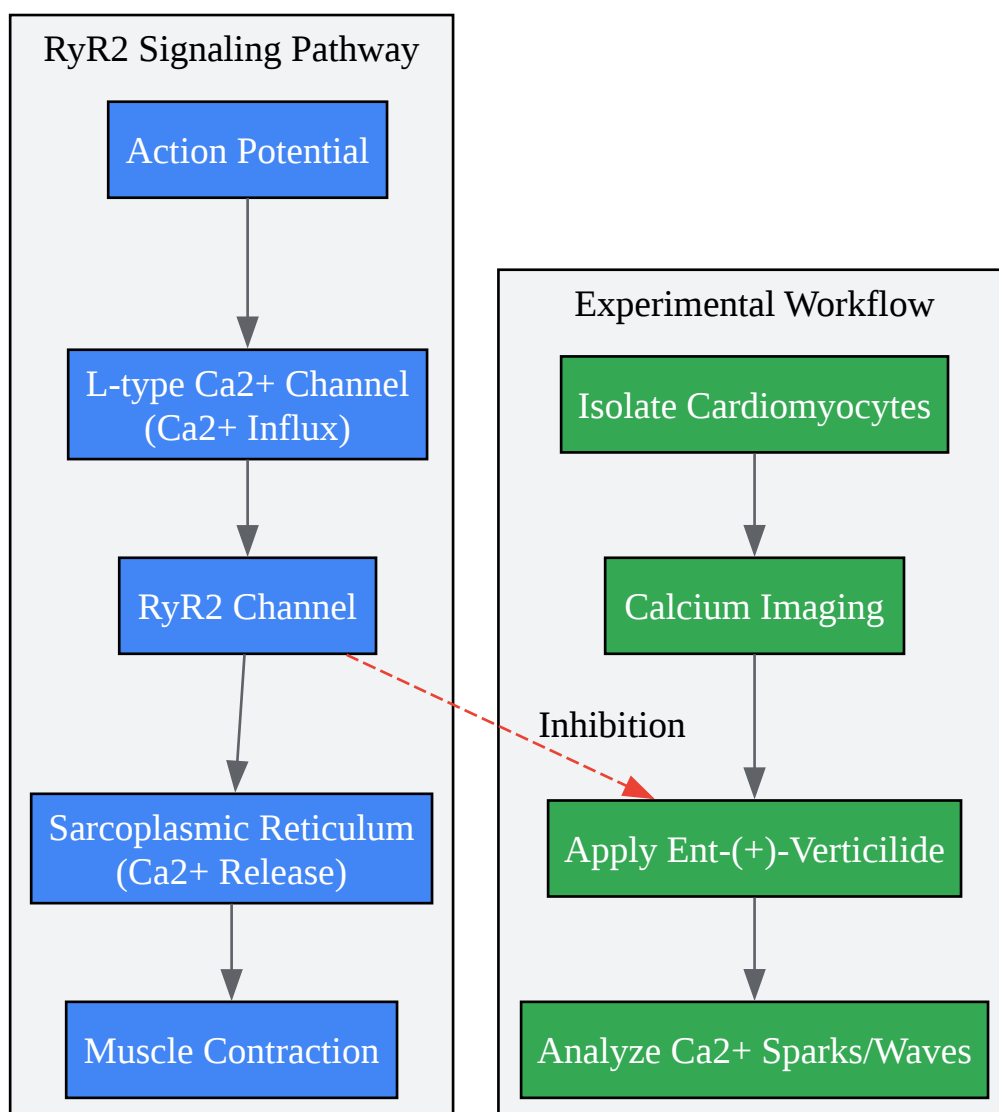 RyR2 Signaling Pathway
Action Potential
L-type Ca2+ Channel
(Ca2+ Influx)
RyR2 Channel
Sarcoplasmic Reticulum
(Ca2+ Release)
Muscle Contraction
Inhibition
Experimental Workflow
Isolate Cardiomyocytes
Calcium Imaging
Apply Ent-(+)-Verticilide
Analyze Ca2+ Sparks/Waves